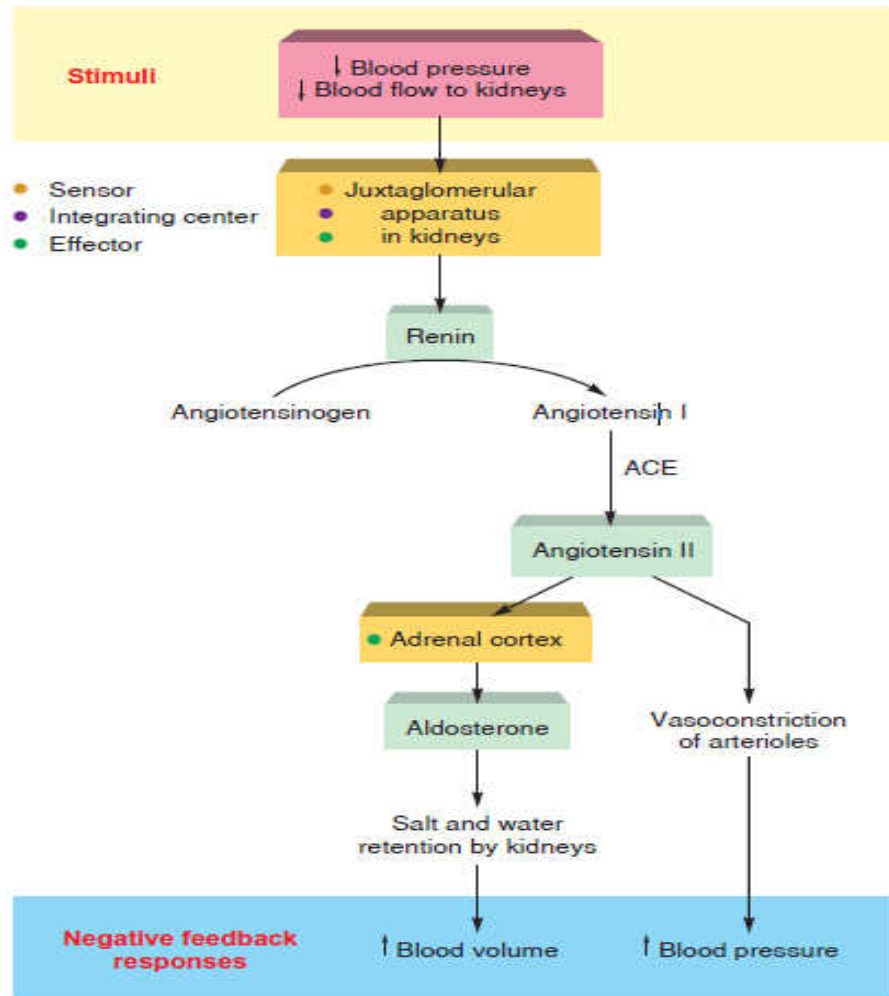 Stimuli
↓ Blood pressure
↓ Blood flow to kidneys
Sensor
Integrating center
Effector
Juxtaglomerular
apparatus
in kidneys
Renin
Angiotensinogen
Angiotensin I
ACE
Angiotensin II
Adrenal cortex
Aldosterone
Vasoconstriction
of arterioles
Salt and water
retention by kidneys
Negative feedback
responses
↑ Blood volume
↑ Blood pressure